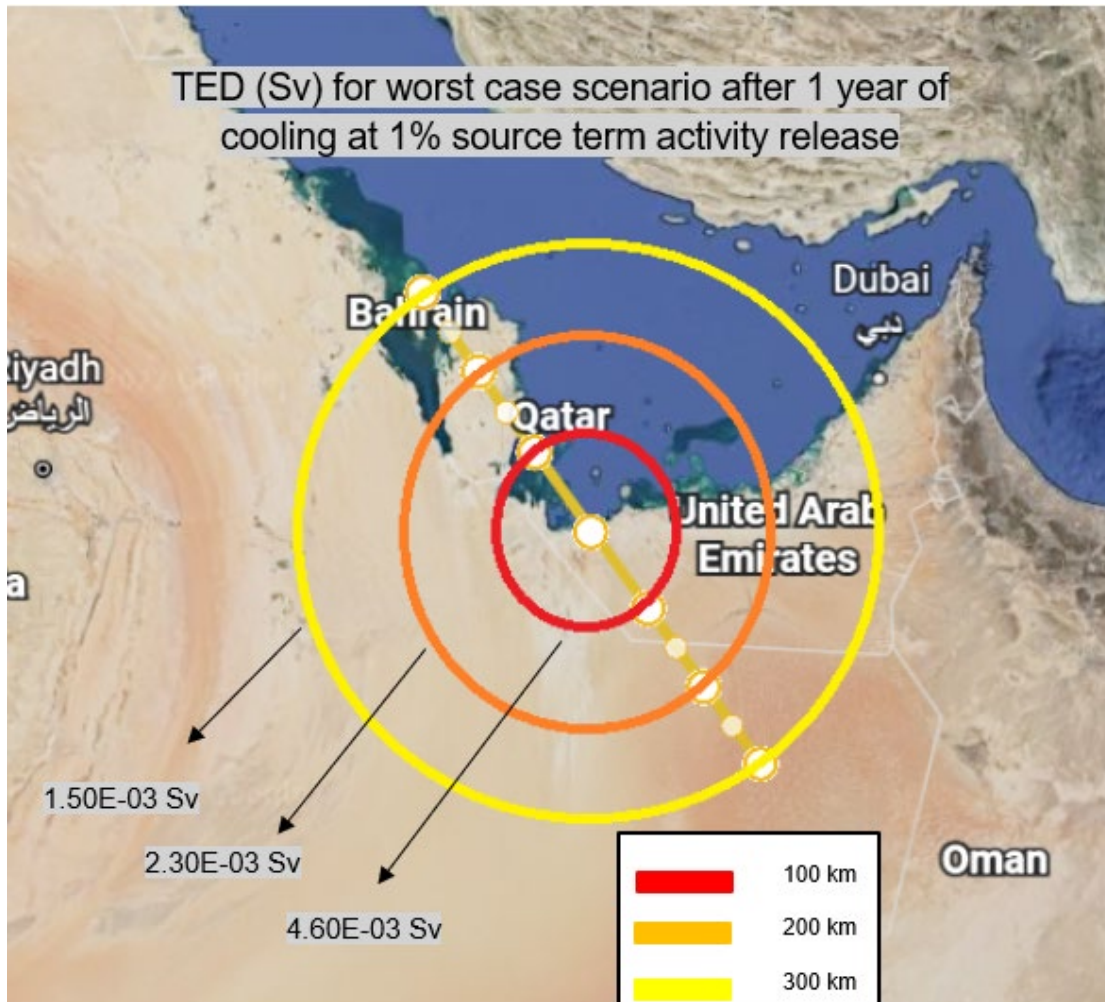 TED (Sv) for worst case scenario after 1 year of
cooling at 1% source term activity release
Dubai
دبي
Bahrain
Riyadh
الرياض
Qatar
United Arab
Emirates
a
1.50E-03 Sv
2.30E-03 Sv
4.60E-03 Sv
Oman
100 km
200 km
300 km